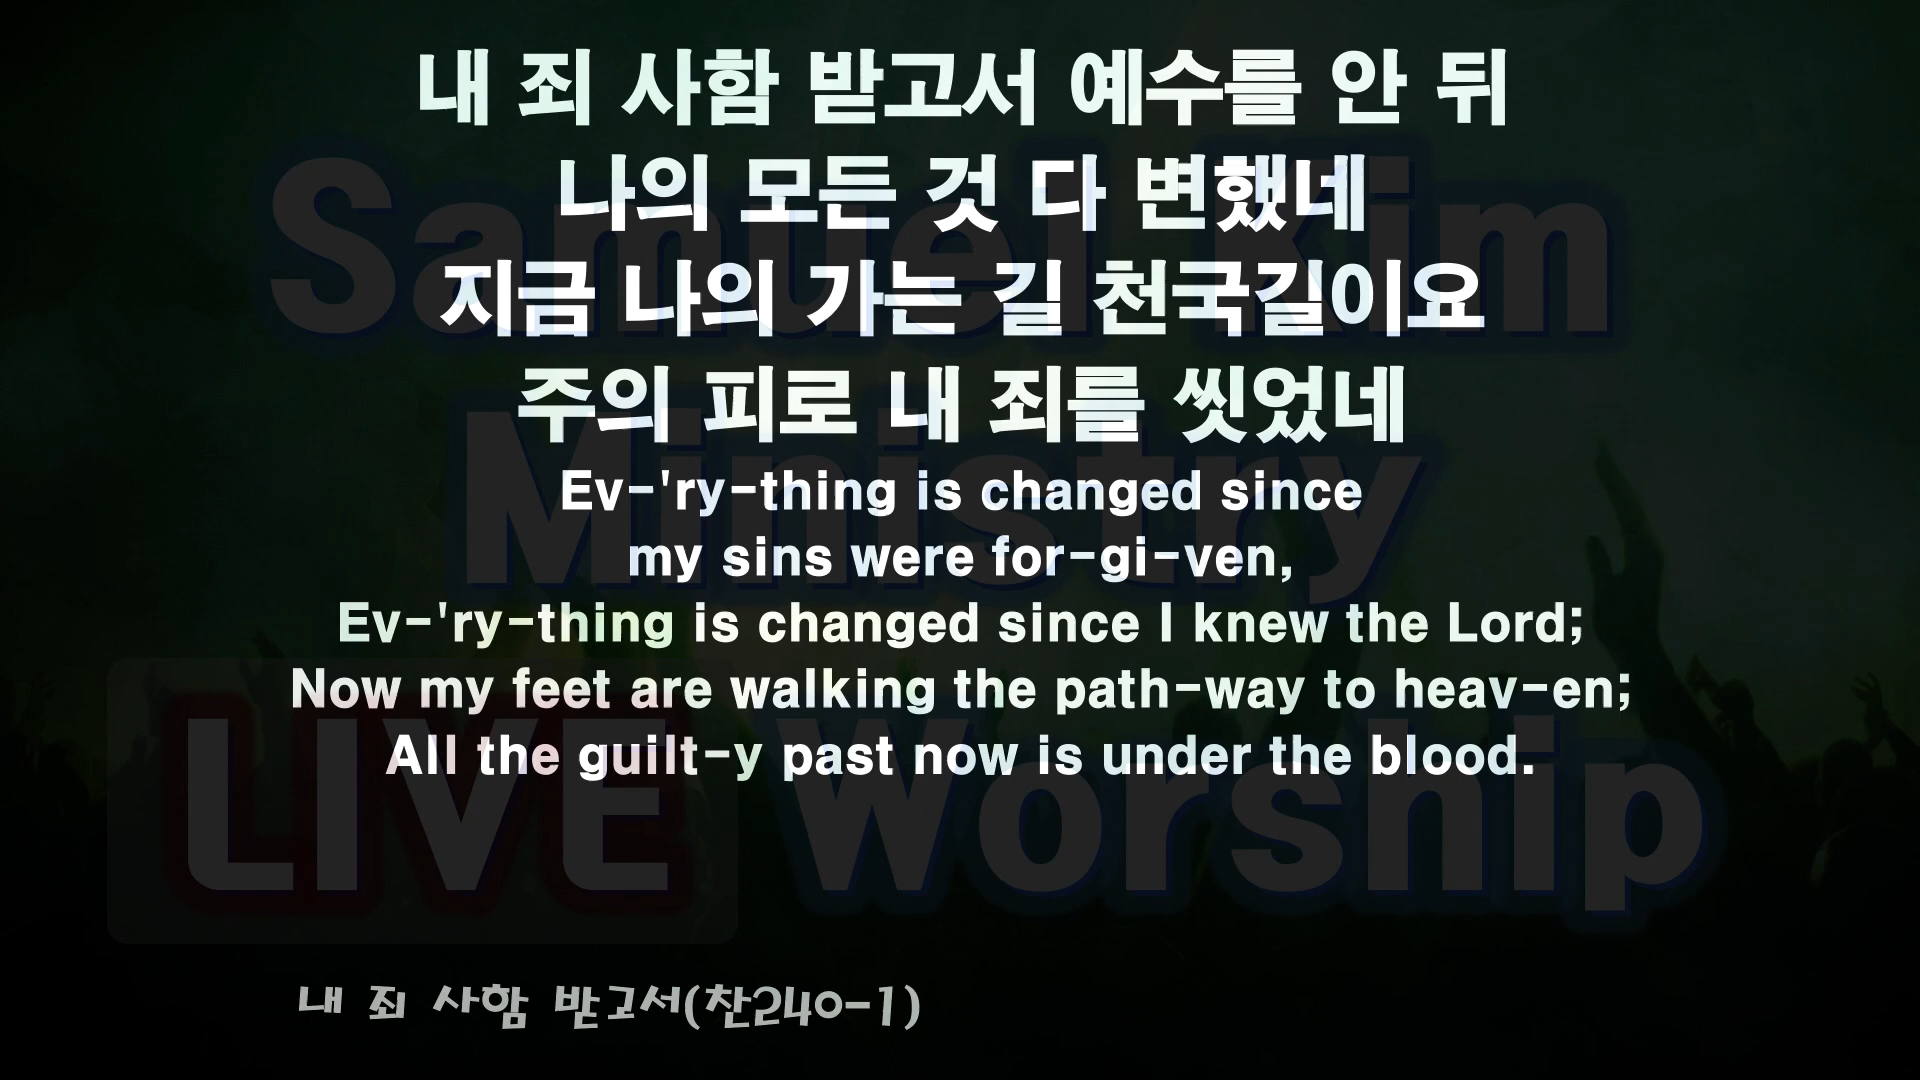 내 죄 사함 받고서 예수를 안 뒤
나의 모든 것 다 변했네
지금 나의 가는 길 천국길이요
주의 피로 내 죄를 씻었네
Ev-'ry-thing is changed since
my sins were for-gi-ven,
Ev-'ry-thing is changed since I knew the Lord;
Now my feet are walking the path-way to heav-en;
All the guilt-y past now is under the blood.
Samuel Kim
Ministry
LIVE Worship
내 죄 사함 받고서(찬240-1)